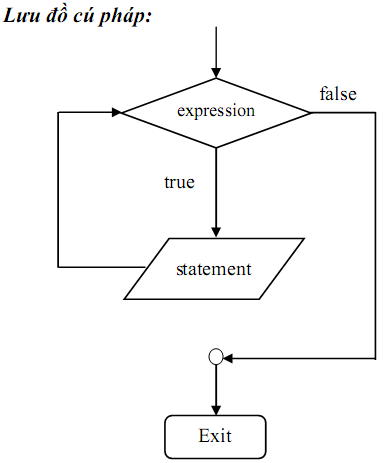 Lưu đồ cú pháp:
expression
false
true
statement
Exit